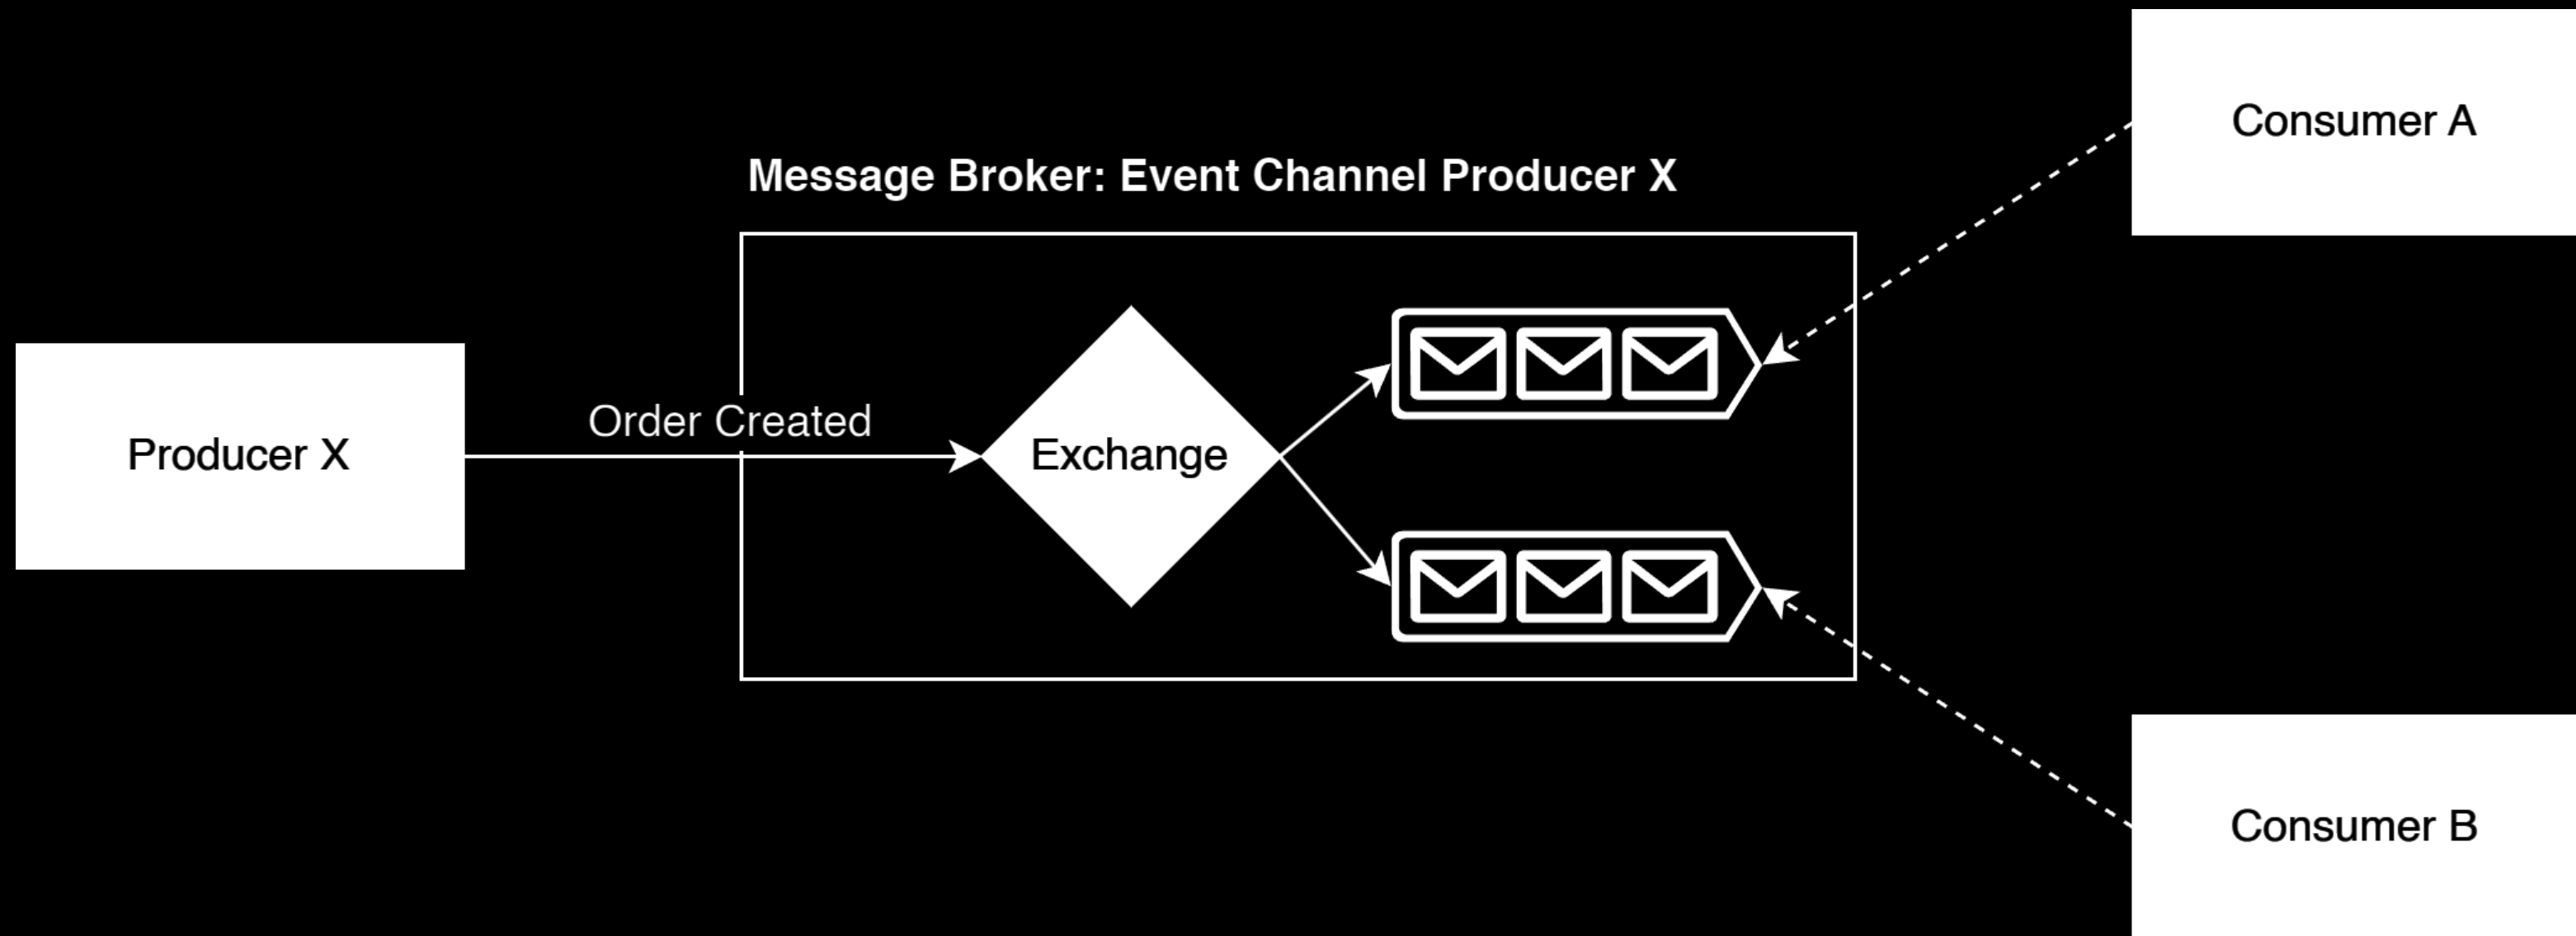 Consumer A
Message Broker: Event Channel Producer X
Order Created
Producer X
Exchange
Consumer B